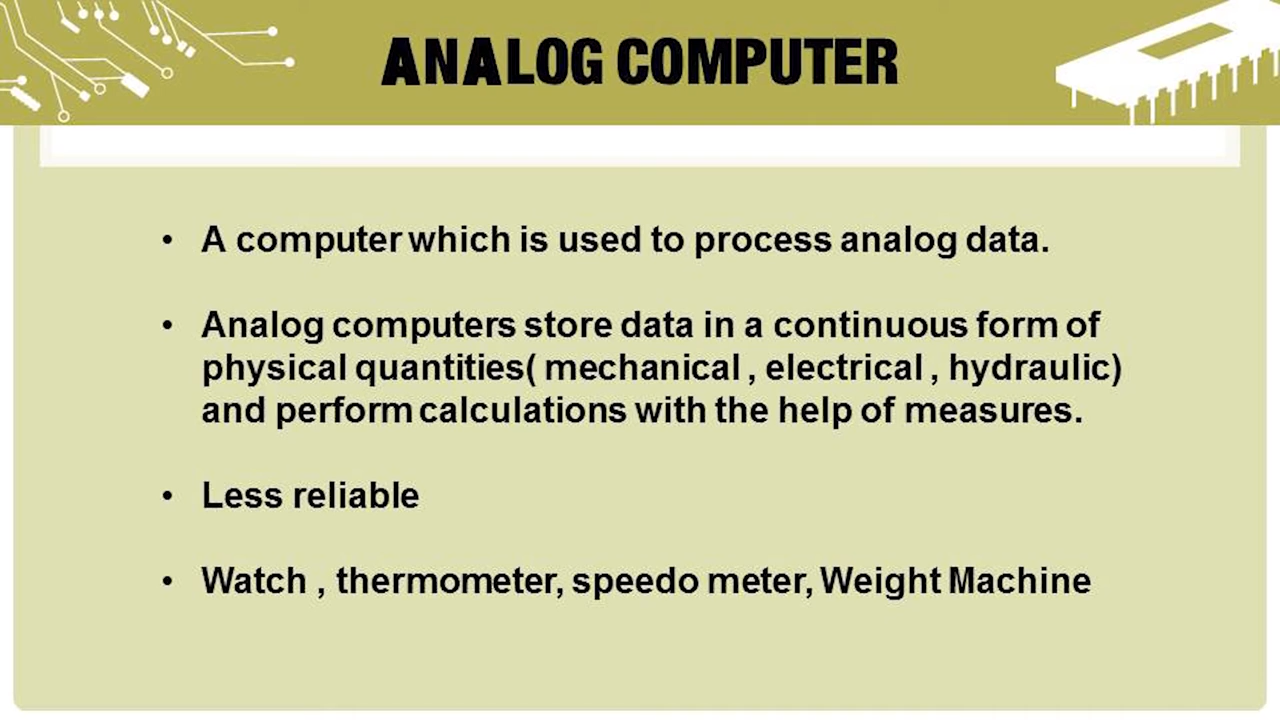 ANALOG COMPUTER
• A computer which is used to process analog data.
• Analog computers store data in a continuous form of
physical quantities( mechanical , electrical , hydraulic)
and perform calculations with the help of measures.
• Less reliable
• Watch , thermometer, speedo meter, Weight Machine